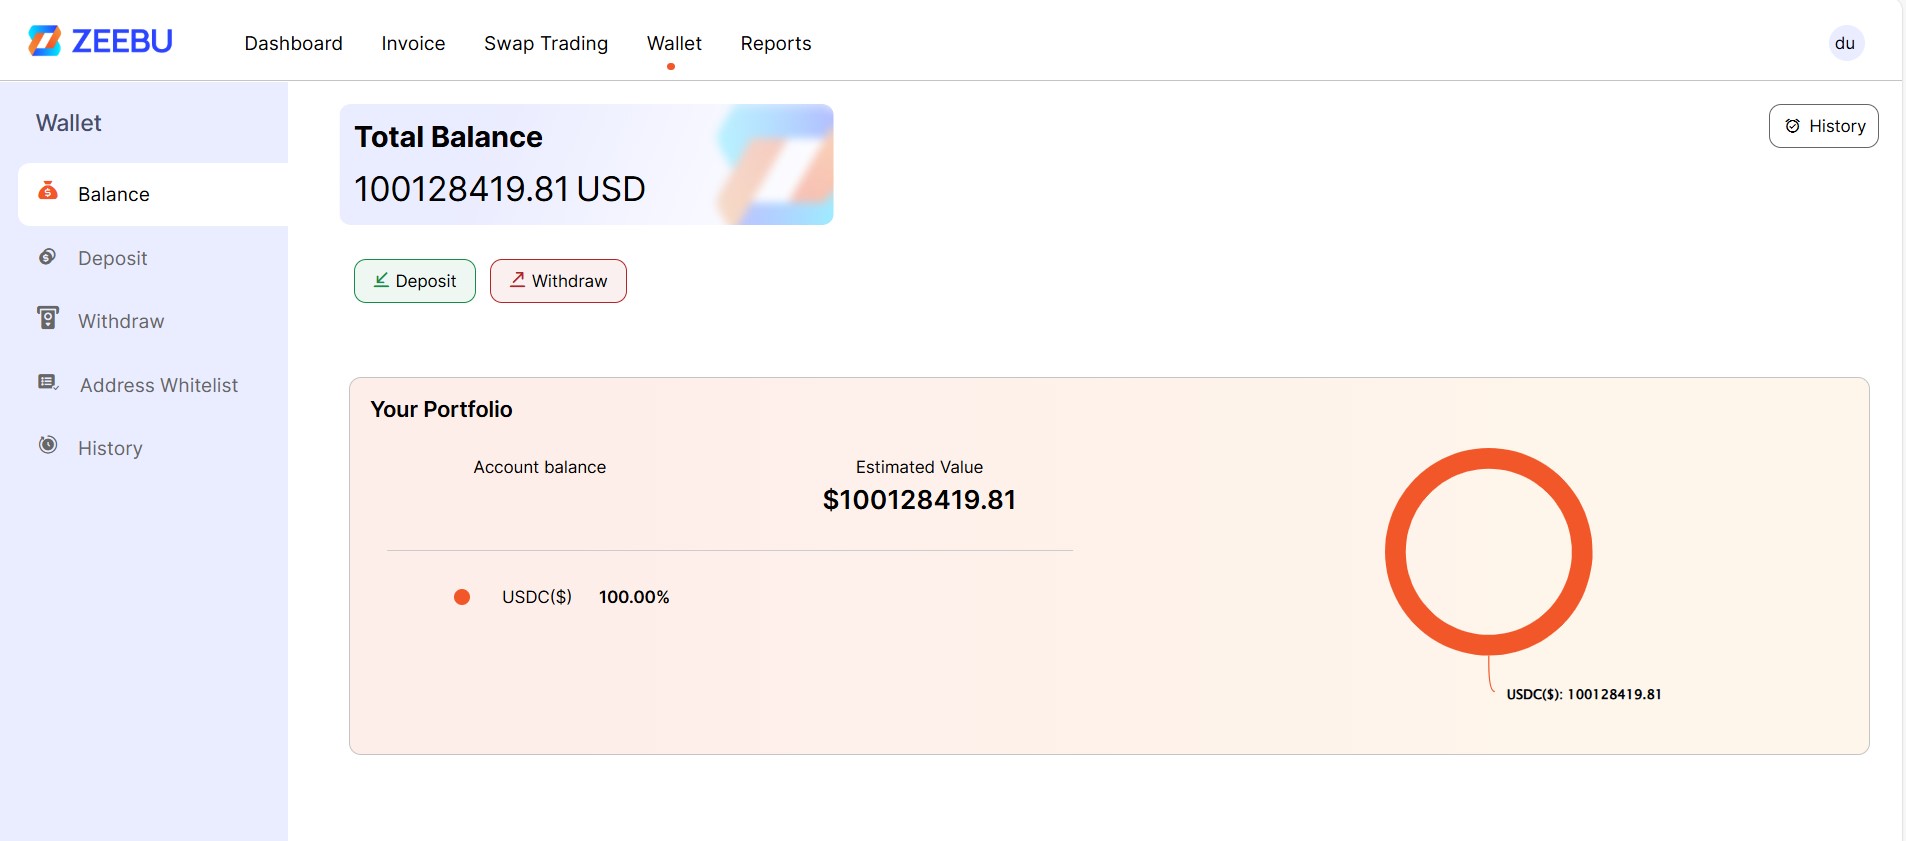 ZEEBU
Dashboard Invoice Swap Trading Wallet Reports
du
Wallet
Balance
Deposit
Withdraw
Address Whitelist
History
Total Balance
100128419.81 USD
History
Deposit Withdraw
Your Portfolio
Account balance
Estimated Value
$100128419.81
USDC($) 100.00%
USDC($): 100128419.81